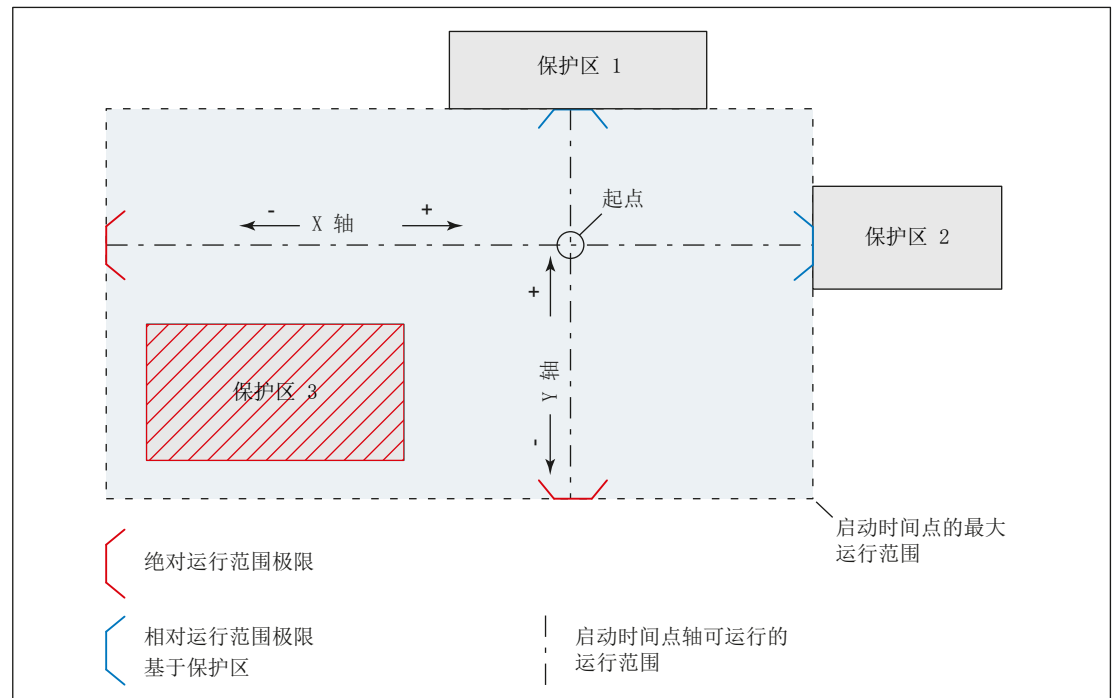 保护区 1
起点
- X 轴 +
保护区 2
+
Y 轴
-
保护区 3
启动时间点的最大
运行范围
绝对运行范围极限
相对运行范围极限
基于保护区
启动时间点轴可运行的
运行范围